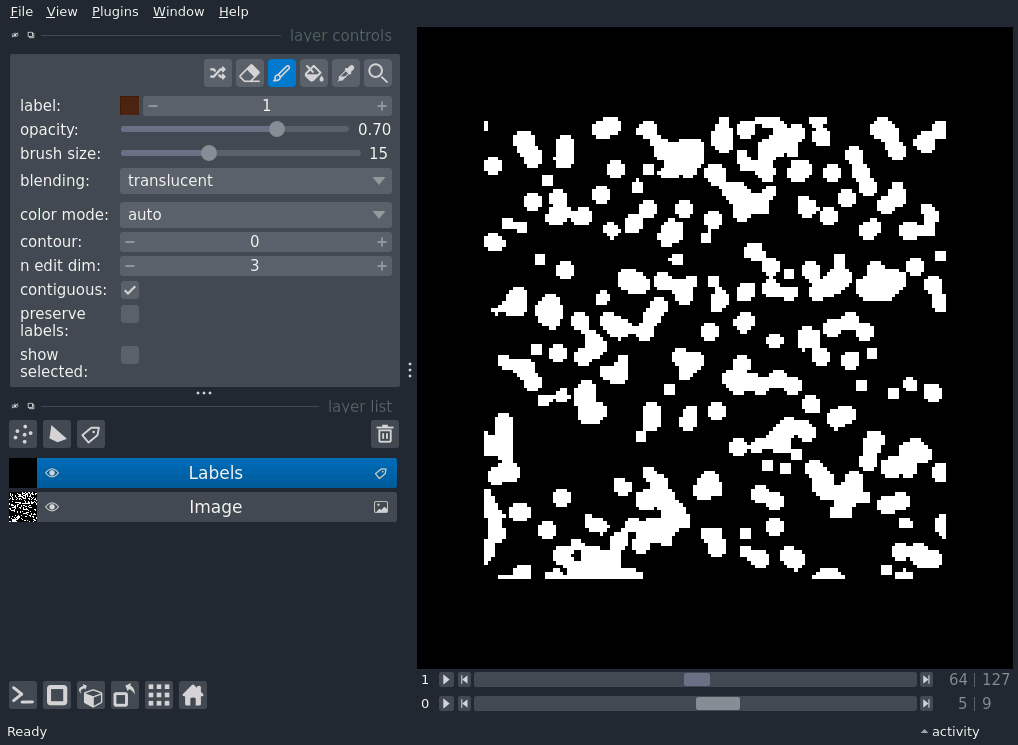 File View Plugins Window Help
layer controls
label: 1
opacity: 0.70
brush size: 15
blending: translucent
color mode: auto
contour: 0
n edit dim: 3
contiguous:
preserve
labels:
show
selected:
layer list
Labels
Image
1 64 | 127
0 5 | 9
Ready activity